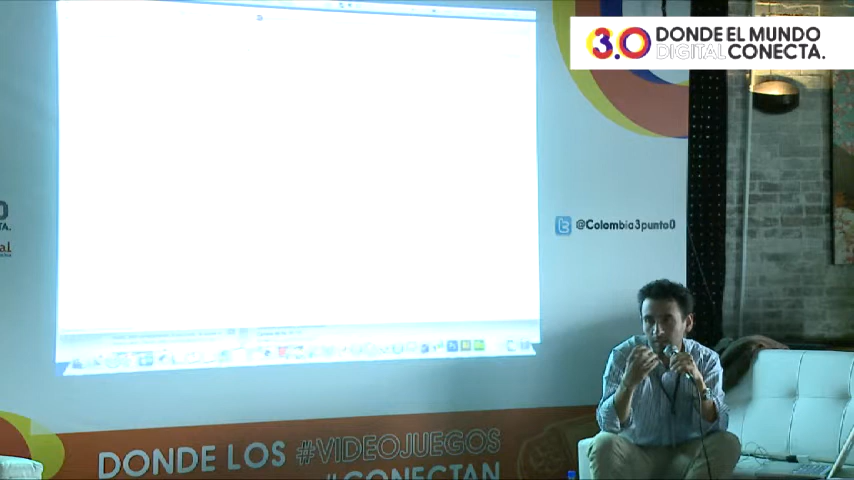 3.0 DONDE EL MUNDO
DIGITAL CONECTA.
@Colombia3punto0
DONDE LOS #VIDEOJUEGOS
#CONECTAN